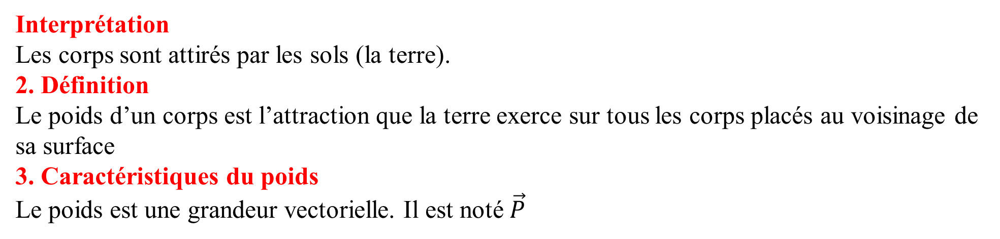 Interprétation
Les corps sont attirés par les sols (la terre).
2. Définition
Le poids d’un corps est l’attraction que la terre exerce sur tous les corps placés au voisinage de
sa surface
3. Caractéristiques du poids
Le poids est une grandeur vectorielle. Il est noté $\vec{P}$